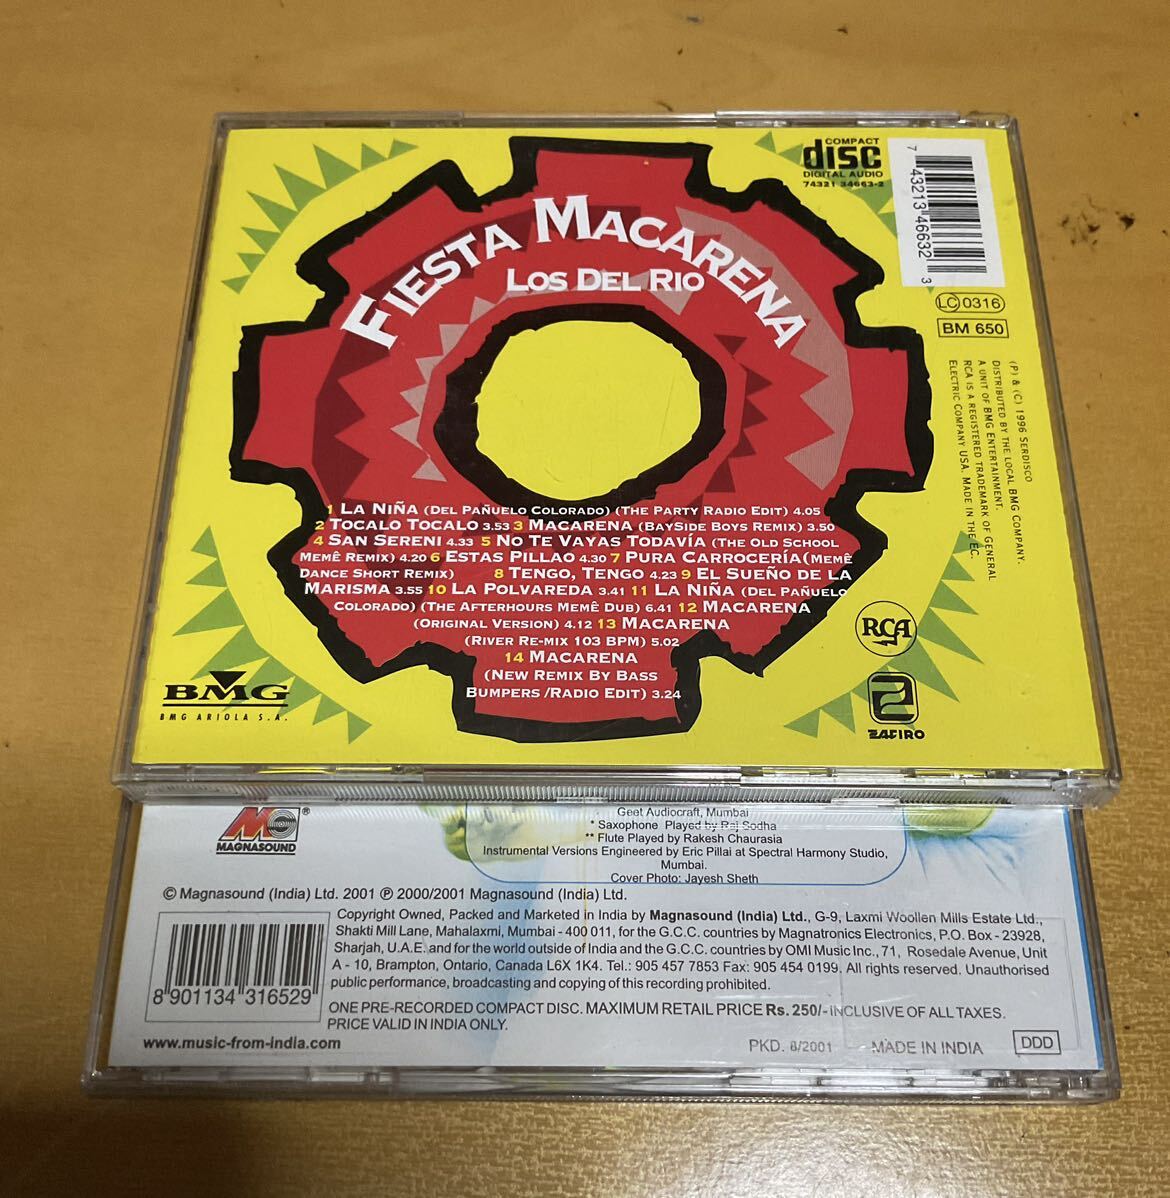 FIESTA MACARENA
LOS DEL RIO
COMPACT
disc
DIGITAL AUDIO
74321 34663-2
7 43213 46632 3
LC 0316
BM 650
(P) & (C) 1996 SERDISCO
DISTRIBUTED BY THE LOCAL BMG COMPANY.
A UNIT OF BMG ENTERTAINMENT.
RCA IS A REGISTERED TRADEMARK OF GENERAL
ELECTRIC COMPANY USA. MADE IN THE EC.
1 LA NIÑA (DEL PAÑUELO COLORADO) (THE PARTY RADIO EDIT) 4.05
2 TOCALO TOCALO 3.53 3 MACARENA (BAYSIDE BOYS REMIX) 3.50
4 SAN SERENI 4.33 5 NO TE VAYAS TODAVÍA (THE OLD SCHOOL
MEMÊ REMIX) 4.20 6 ESTAS PILLAO 4.30 7 PURA CARROCERÍA (MEMÊ
DANCE SHORT REMIX) 8 TENGO, TENGO 4.23 9 EL SUEÑO DE LA
MARISMA 3.55 10 LA POLVAREDA 3.41 11 LA NIÑA (DEL PAÑUELO
COLORADO) (THE AFTERHOURS MEMÊ DUB) 6.41 12 MACARENA
(ORIGINAL VERSION) 4.12 13 MACARENA
(RIVER RE-MIX 103 BPM) 5.02
14 MACARENA
(NEW REMIX BY BASS
BUMPERS /RADIO EDIT) 3.24
BMG
BMG ARIOLA S.A.
RCA
ZAFIRO
MAGNASOUND ®
Geet Audiocraft, Mumbai
* Saxophone Played by Raj Sodha
** Flute Played by Rakesh Chaurasia
Instrumental Versions Engineered by Eric Pillai at Spectral Harmony Studio,
Mumbai.
Cover Photo: Jayesh Sheth
© Magnasound (India) Ltd. 2001 ℗ 2000/2001 Magnasound (India) Ltd.
Copyright Owned, Packed and Marketed in India by Magnasound (India) Ltd., G-9, Laxmi Woollen Mills Estate Ltd.,
Shakti Mill Lane, Mahalaxmi, Mumbai - 400 011, for the G.C.C. countries by Magnatronics Electronics, P.O. Box - 23928,
Sharjah, U.A.E. and for the world outside of India and the G.C.C. countries by OMI Music Inc., 71, Rosedale Avenue, Unit
A - 10, Brampton, Ontario, Canada L6X 1K4. Tel.: 905 457 7853 Fax: 905 454 0199. All rights reserved. Unauthorised
public performance, broadcasting and copying of this recording prohibited.
8 901134 316529
ONE PRE-RECORDED COMPACT DISC. MAXIMUM RETAIL PRICE Rs. 250/- INCLUSIVE OF ALL TAXES.
PRICE VALID IN INDIA ONLY.
www.music-from-india.com
PKD. 8/2001
MADE IN INDIA
DDD